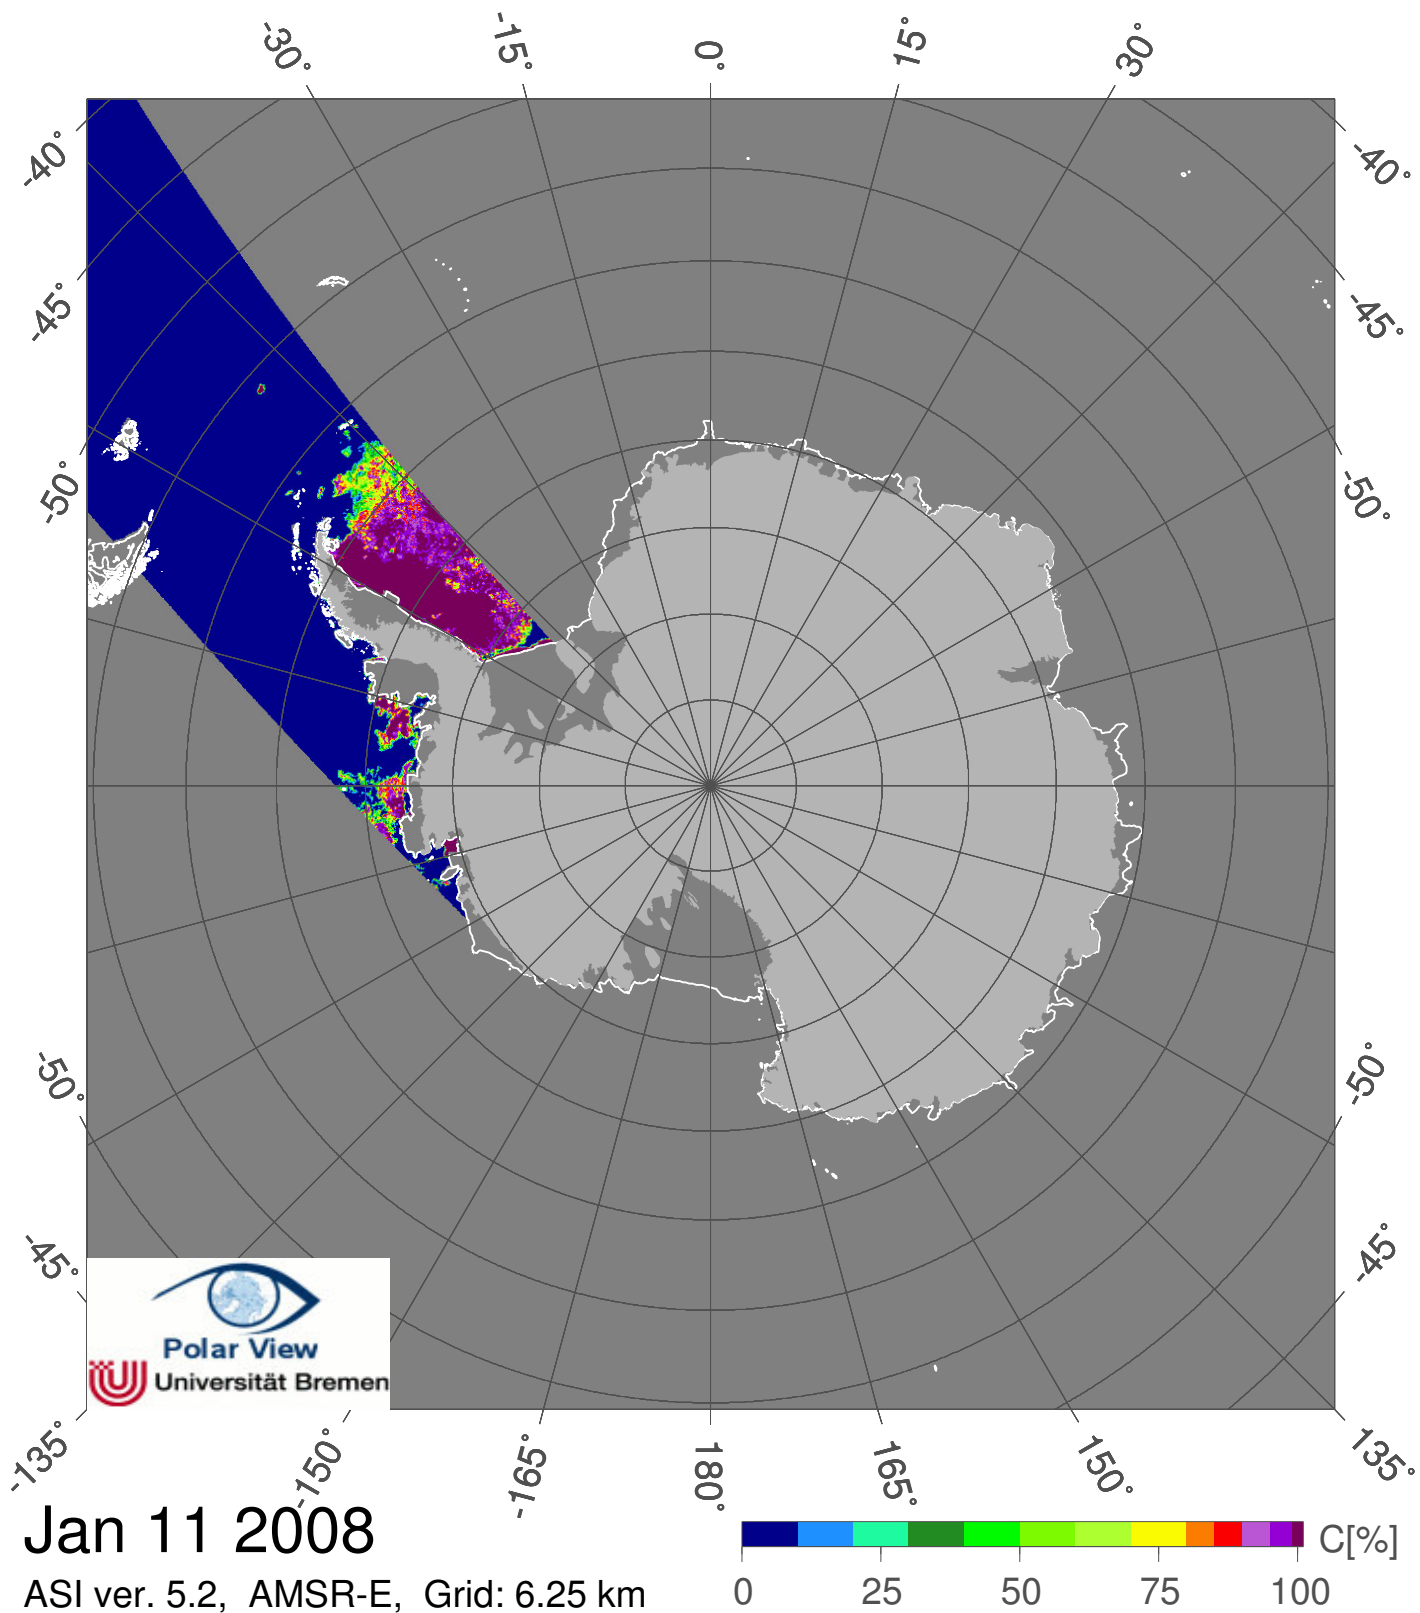 -30° -15° 0° 15° 30°
-40° -40°
-45° -45°
-50° -50°
-50° -50°
-45° -45
Polar View
Universität Bremen
-135° -150° -165° 180° 165° 150° 135°
Jan 11 2008
C[%]
ASI ver. 5.2, AMSR-E, Grid: 6.25 km
0 25 50 75 100